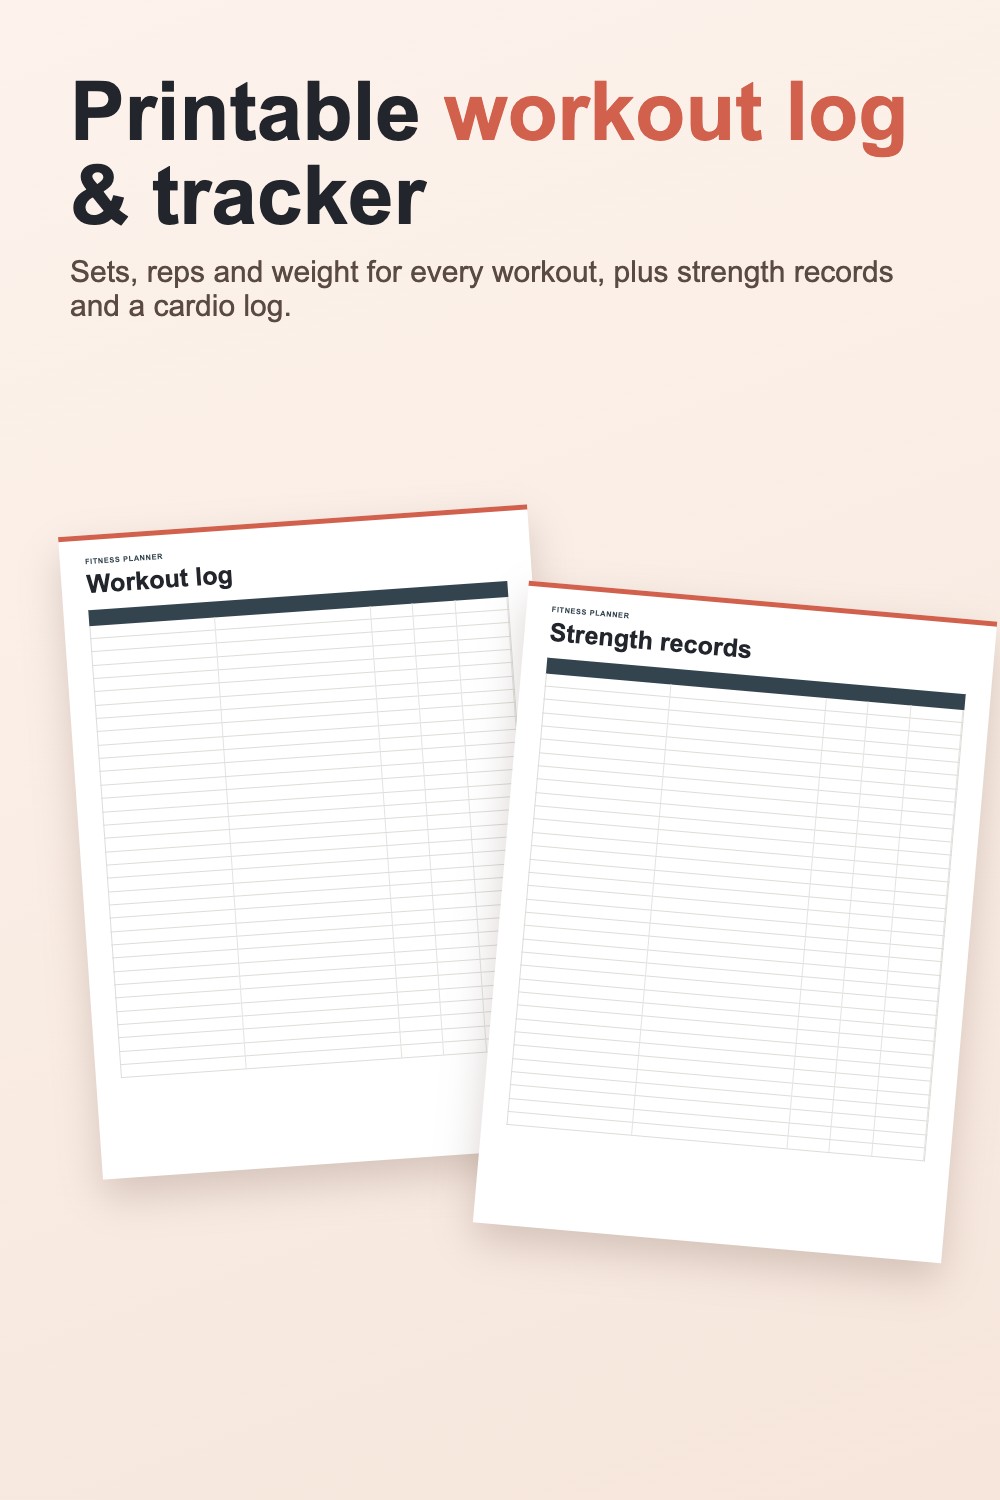 Printable workout log
& tracker
Sets, reps and weight for every workout, plus strength records
and a cardio log.
FITNESS PLANNER
Workout log
FITNESS PLANNER
Strength records